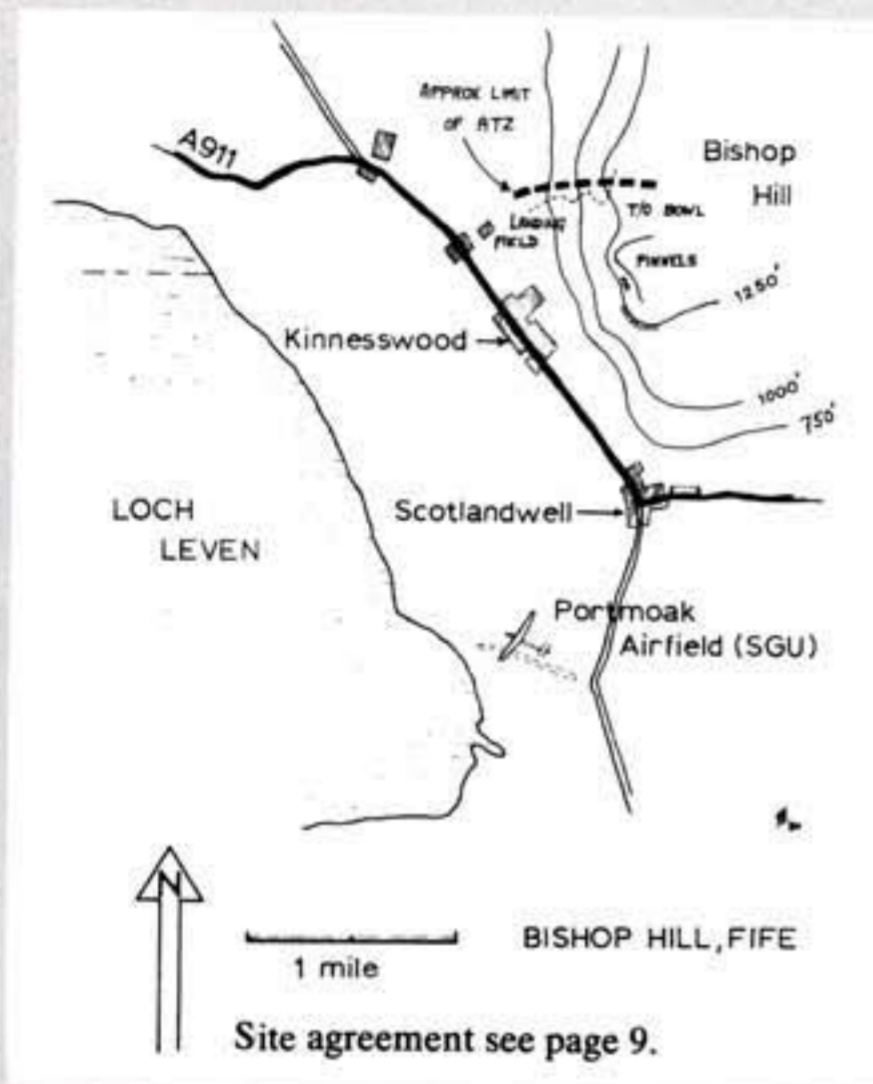 APPROX LIMIT
OF ATZ
A911
Bishop
Hill
LANDING
FIELD
T/O BOWL
PINNELS
1250'
Kinnesswood
1000'
750'
Scotlandwell
LOCH
LEVEN
Portmoak
Airfield (SGU)
N
1 mile
BISHOP HILL, FIFE
Site agreement see page 9.